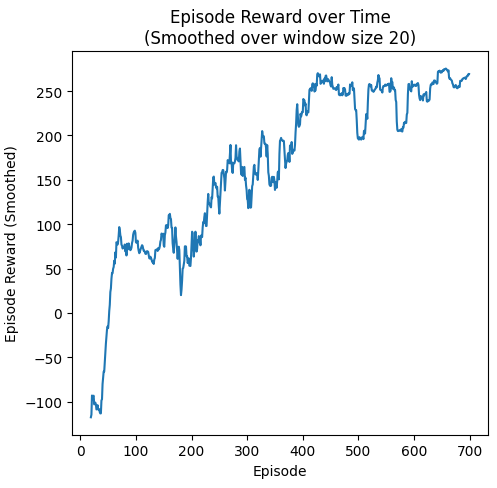 Episode Reward over Time
(Smoothed over window size 20)
Episode Reward (Smoothed)
250
200
150
100
50
0
−50
−100
0 100 200 300 400 500 600 700
Episode